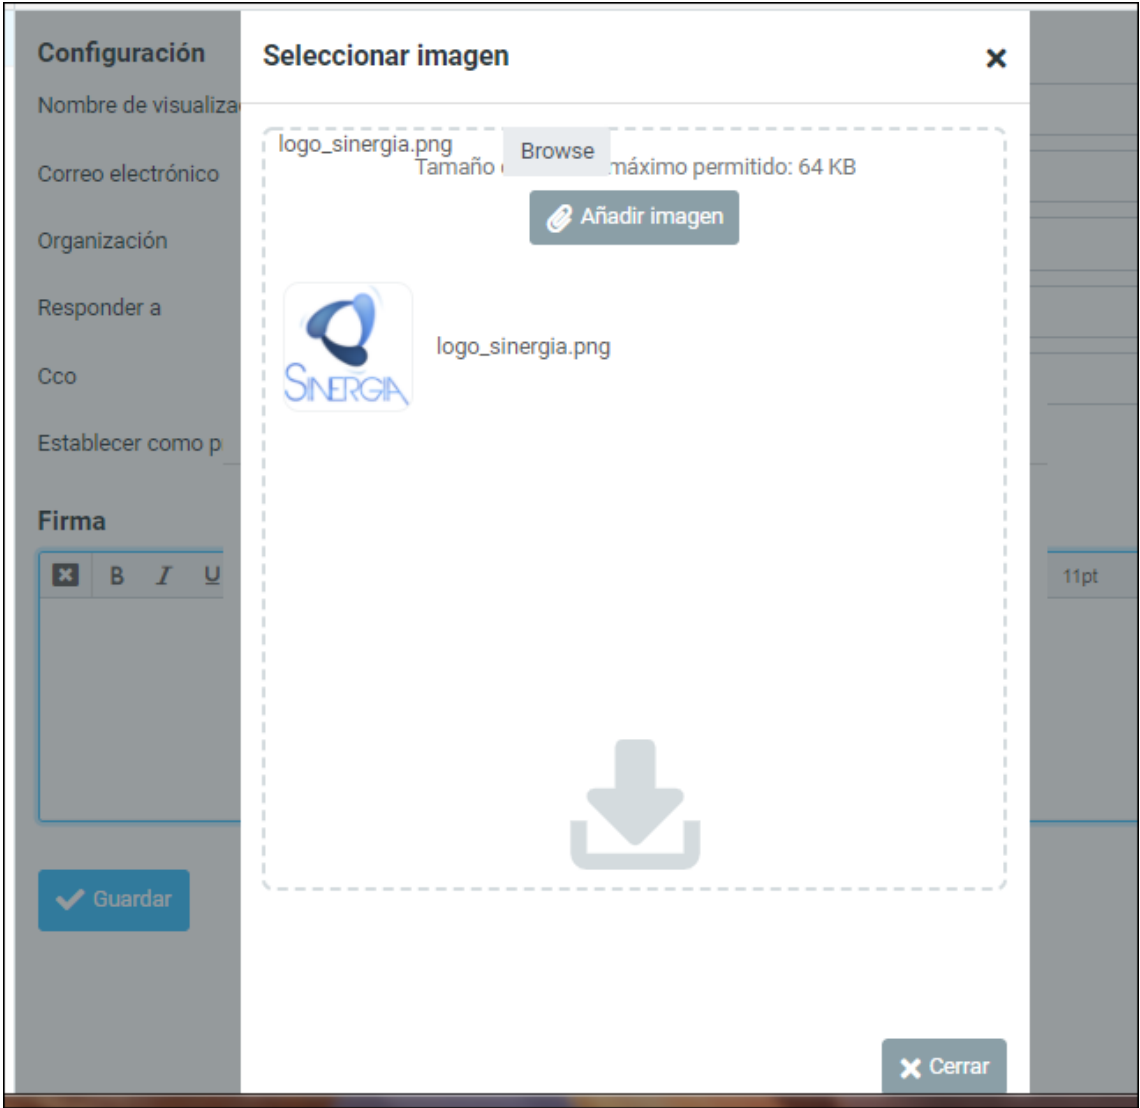 Configuración
Seleccionar imagen
Nombre de visualiza
logo_sinergia.png
Browse
Tamaño máximo permitido: 64 KB
Correo electrónico
Añadir imagen
Organización
Responder a
logo_sinergia.png
SINERGIA
Cco
Establecer como p
Firma
B I U
11pt
Guardar
Cerrar